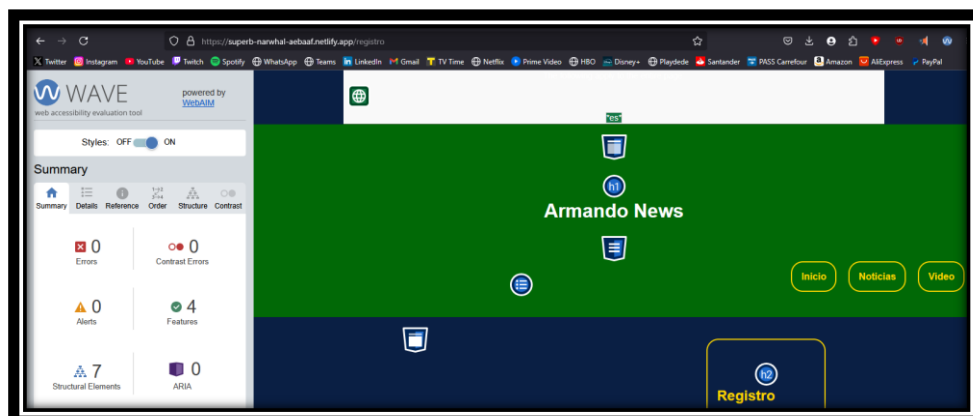 https://superb-narwhal-aebaaf.netlify.app/registro
Twitter Instagram YouTube Twitch Spotify WhatsApp Teams LinkedIn Gmail TV Time Netflix Prime Video HBO Disney+ Playdede Santander PASS Carrefour Amazon AliExpress PayPal
WAVE
powered by
WebAIM
web accessibility evaluation tool
Styles: OFF ON
Summary
Summary Details Reference Order Structure Contrast
0
Errors
0
Contrast Errors
0
Alerts
4
Features
7
Structural Elements
0
ARIA
"es"
h1
Armando News
Inicio
Noticias
Video
h2
Registro